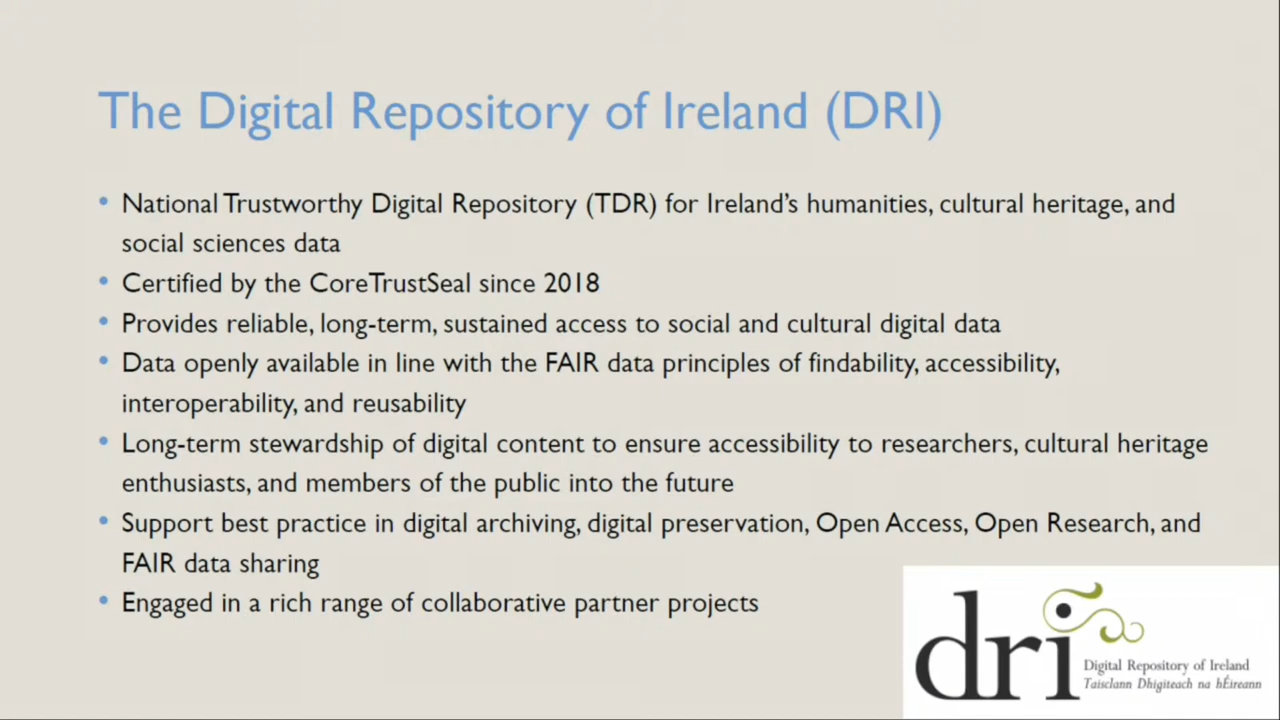 The Digital Repository of Ireland (DRI)
• National Trustworthy Digital Repository (TDR) for Ireland’s humanities, cultural heritage, and
social sciences data
• Certified by the CoreTrustSeal since 2018
• Provides reliable, long-term, sustained access to social and cultural digital data
• Data openly available in line with the FAIR data principles of findability, accessibility,
interoperability, and reusability
• Long-term stewardship of digital content to ensure accessibility to researchers, cultural heritage
enthusiasts, and members of the public into the future
• Support best practice in digital archiving, digital preservation, Open Access, Open Research, and
FAIR data sharing
• Engaged in a rich range of collaborative partner projects
dri
Digital Repository of Ireland
Taisclann Dhigiteach na hÉireann